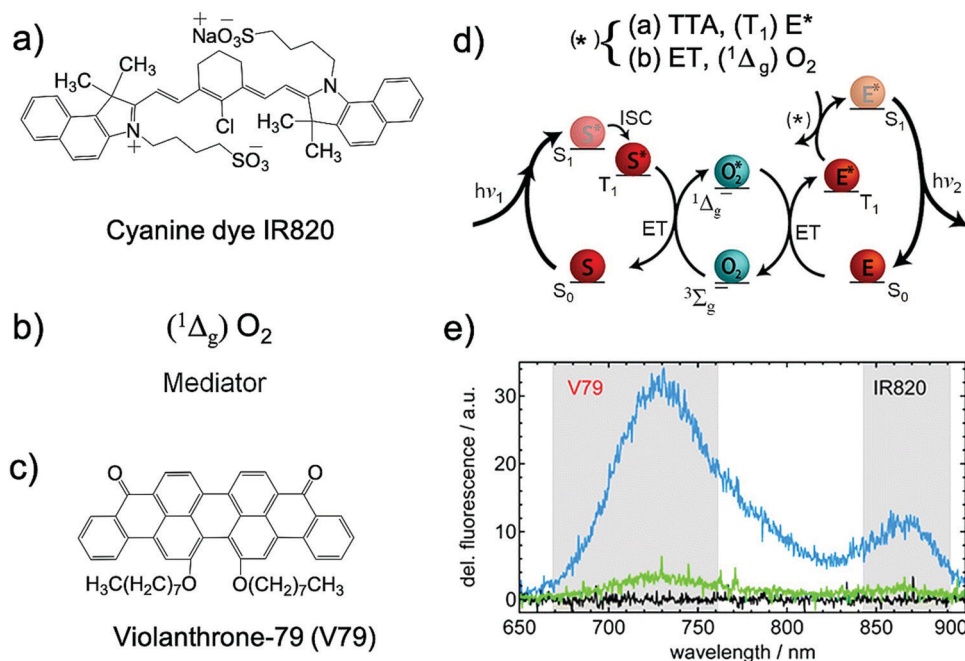 a)
+ −
NaO₃S
H₃C CH₃
N
Cl
N
+
SO₃
−
H₃C
CH₃
Cyanine dye IR820
b)
(¹Δg) O₂
Mediator
c)
O O
H₃C(H₂C)₇O O(CH₂)₇CH₃
Violanthrone-79 (V79)
d)
(*) { (a) TTA, (T₁) E*
(b) ET, (¹Δg) O₂
hν₁
S*
S₁
ISC
S*
T₁
ET
S
S₀
O₂*
¹Δg
O₂
³Σg−
ET
(*)
E*
S₁
E*
T₁
E
S₀
hν₂
e)
V79
IR820
del. fluorescence / a.u.
30
20
10
0
650 700 750 800 850 900
wavelength / nm